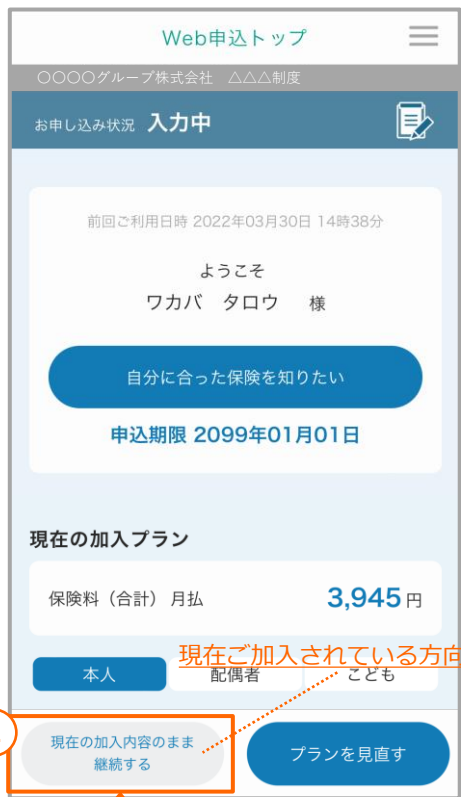 Web申込トップ
〇〇〇〇グループ株式会社　△△△制度
お申し込み状況 入力中
前回ご利用日時 2022年03月30日 14時38分
ようこそ
ワカバ　タロウ　様
自分に合った保険を知りたい
申込期限 2099年01月01日
現在の加入プラン
保険料（合計）月払 3,945円
現在ご加入されている方向
本人 配偶者 こども
現在の加入内容のまま
継続する
プランを見直す